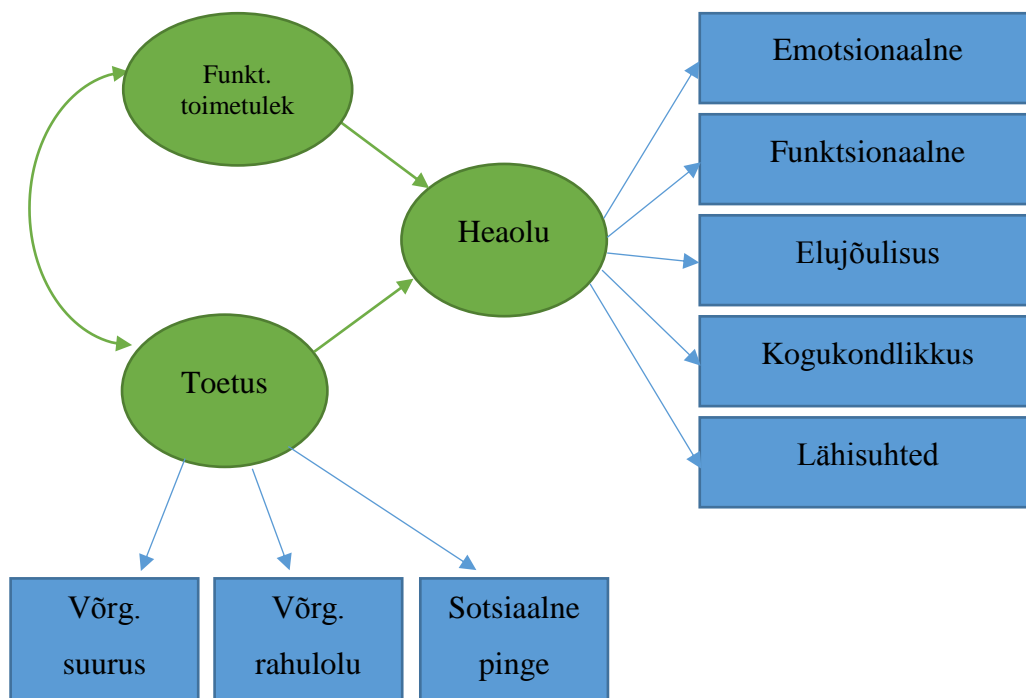 Funkt.
toimetulek
Heaolu
Toetus
Emotsionaalne
Funktsionaalne
Elujõulisus
Kogukondlikkus
Lähisuhted
Võrg.
suurus
Võrg.
rahulolu
Sotsiaalne
pinge